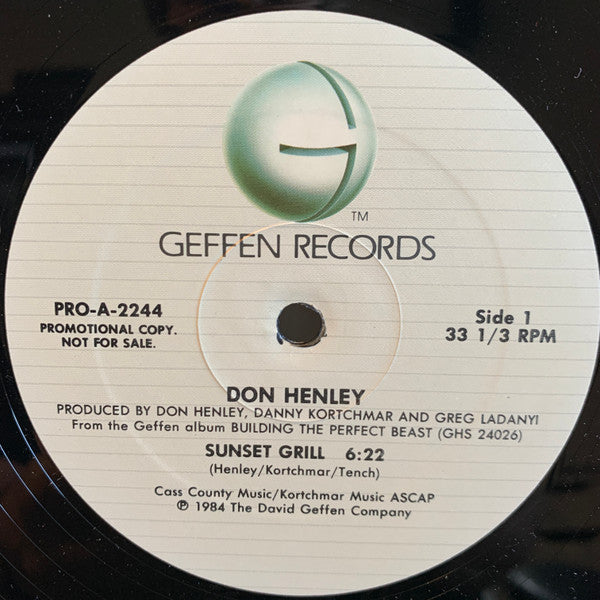 TM
GEFFEN RECORDS
PRO-A-2244
PROMOTIONAL COPY.
NOT FOR SALE.
Side 1
33 1/3 RPM
DON HENLEY
PRODUCED BY DON HENLEY, DANNY KORTCHMAR AND GREG LADANYI
From the Geffen album BUILDING THE PERFECT BEAST (GHS 24026)
SUNSET GRILL 6:22
(Henley/Kortchmar/Tench)
Cass County Music/Kortchmar Music ASCAP
℗ 1984 The David Geffen Company